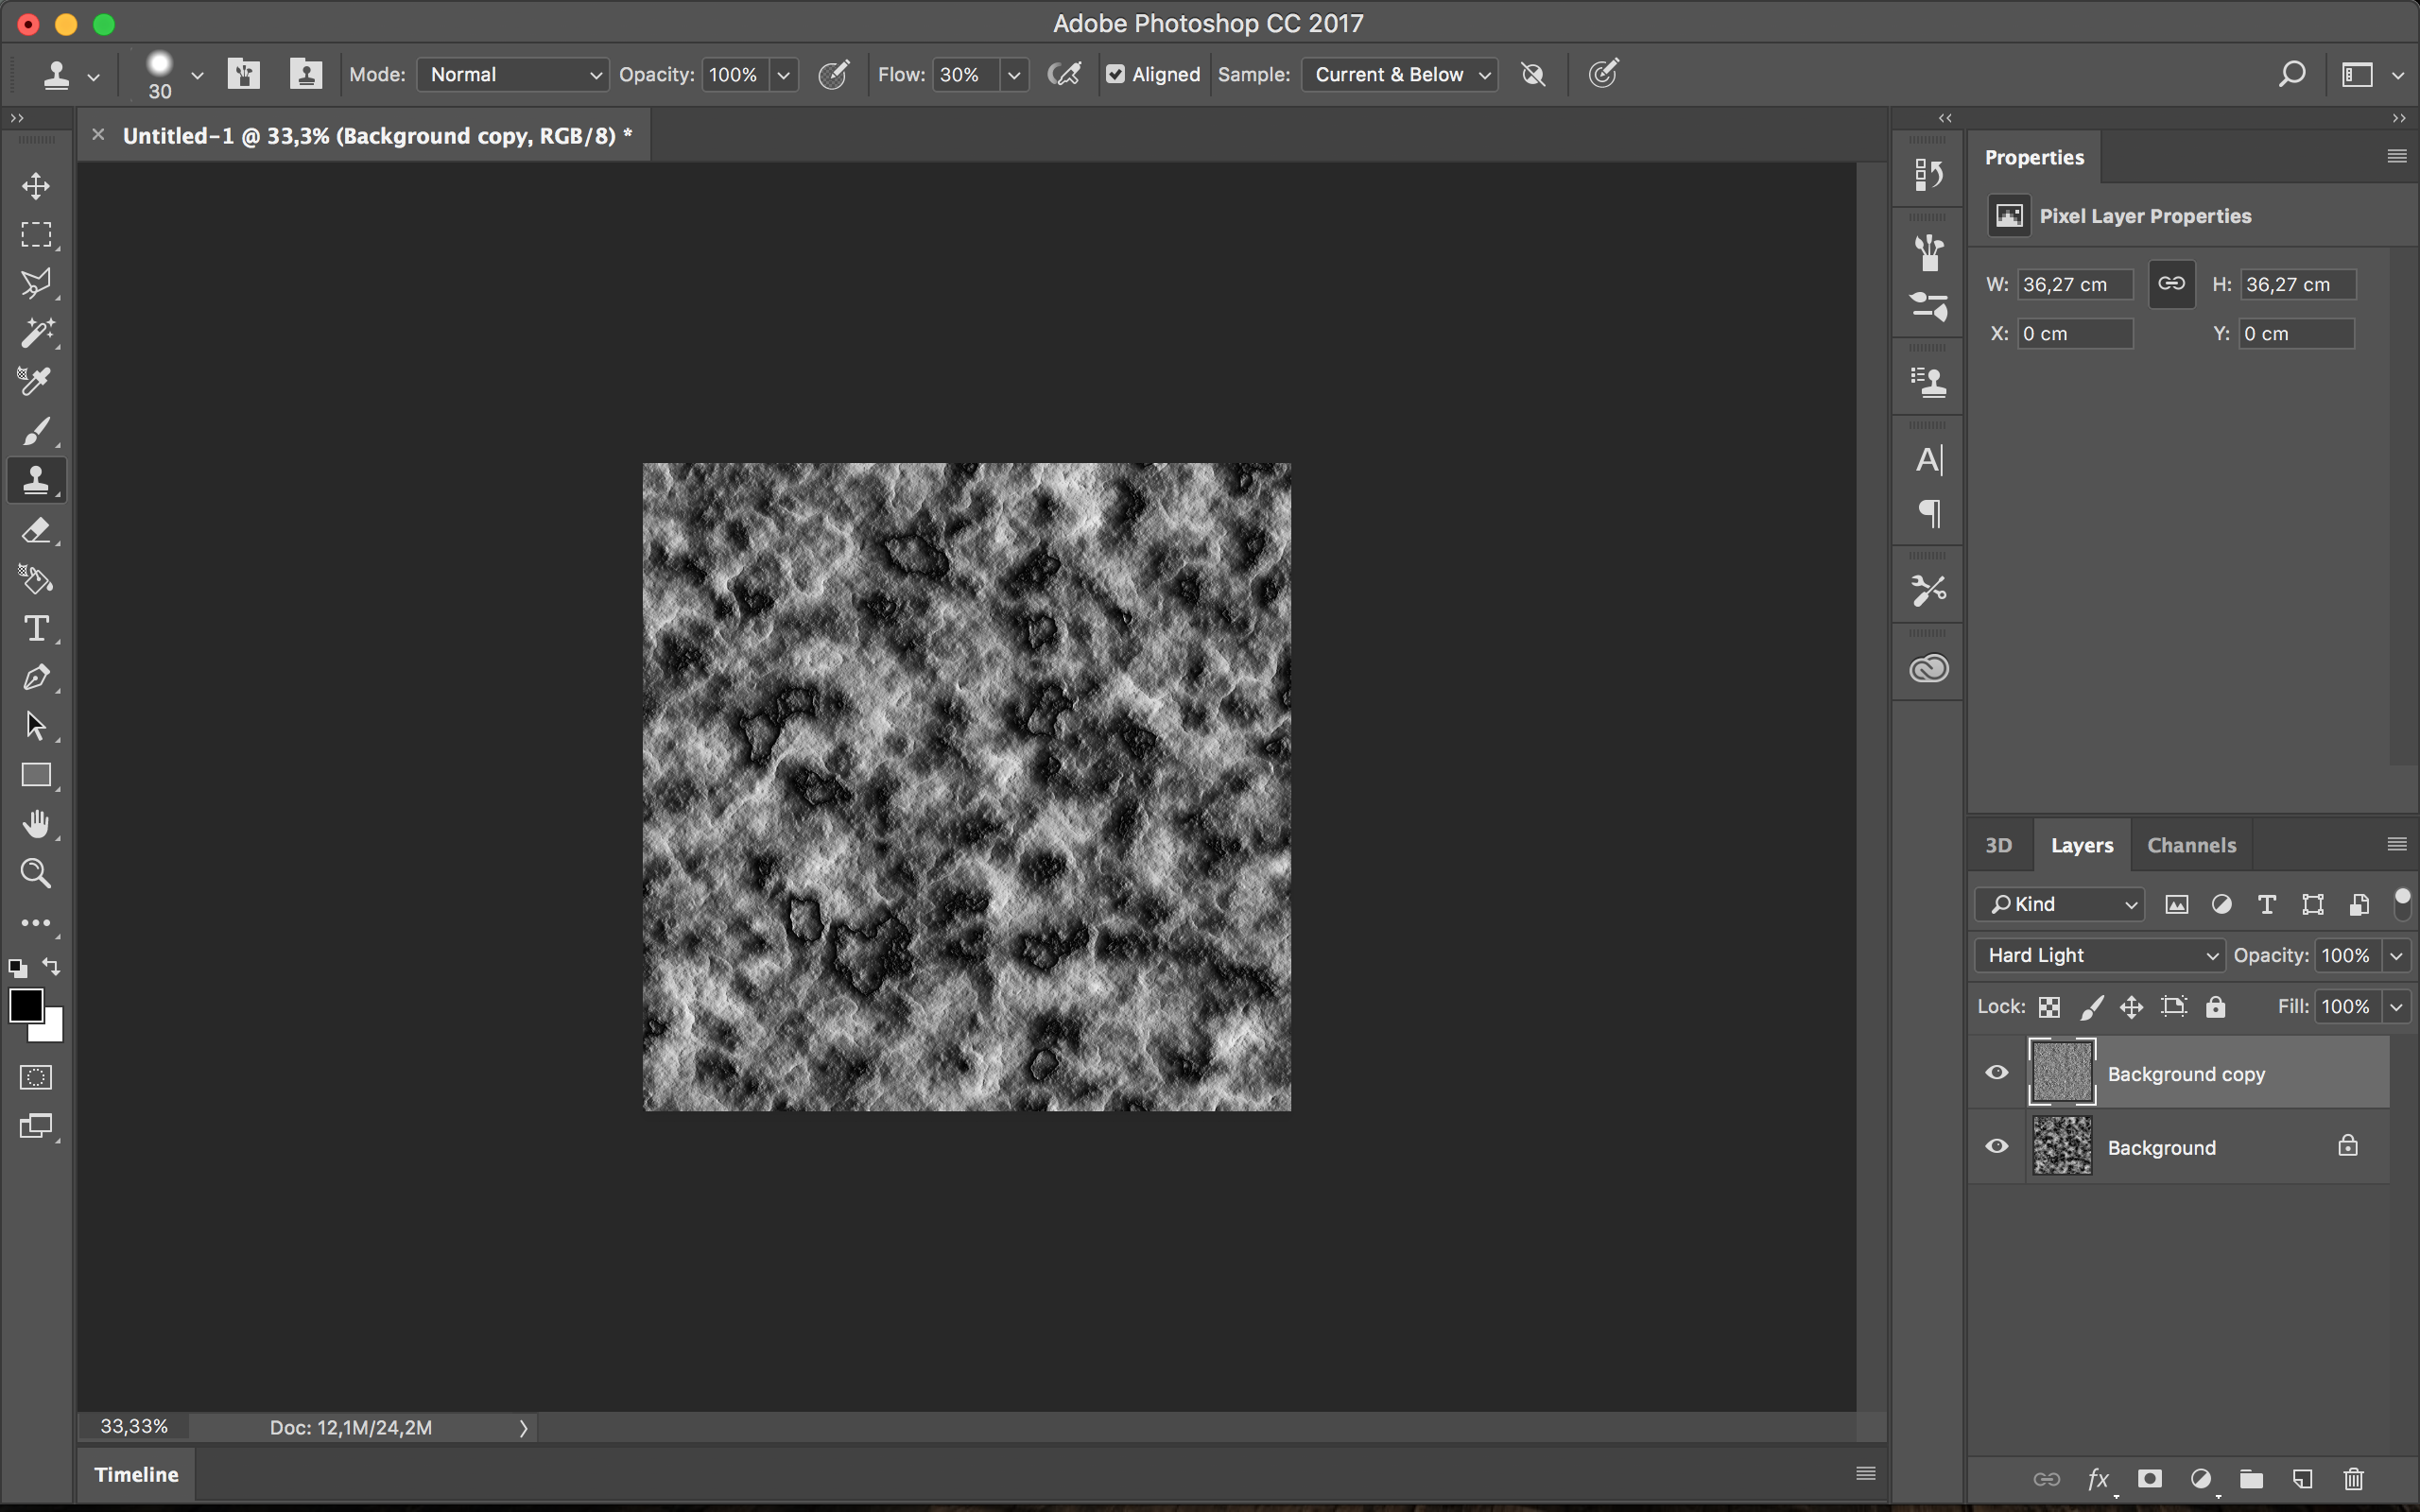 Adobe Photoshop CC 2017
30
Mode: Normal Opacity: 100% Flow: 30% Aligned Sample: Current & Below
Untitled-1 @ 33,3% (Background copy, RGB/8) *
Properties
Pixel Layer Properties
W: 36,27 cm H: 36,27 cm
X: 0 cm Y: 0 cm
3D Layers Channels
Kind
Hard Light Opacity: 100%
Lock: Fill: 100%
Background copy
Background
33,33% Doc: 12,1M/24,2M
Timeline
fx